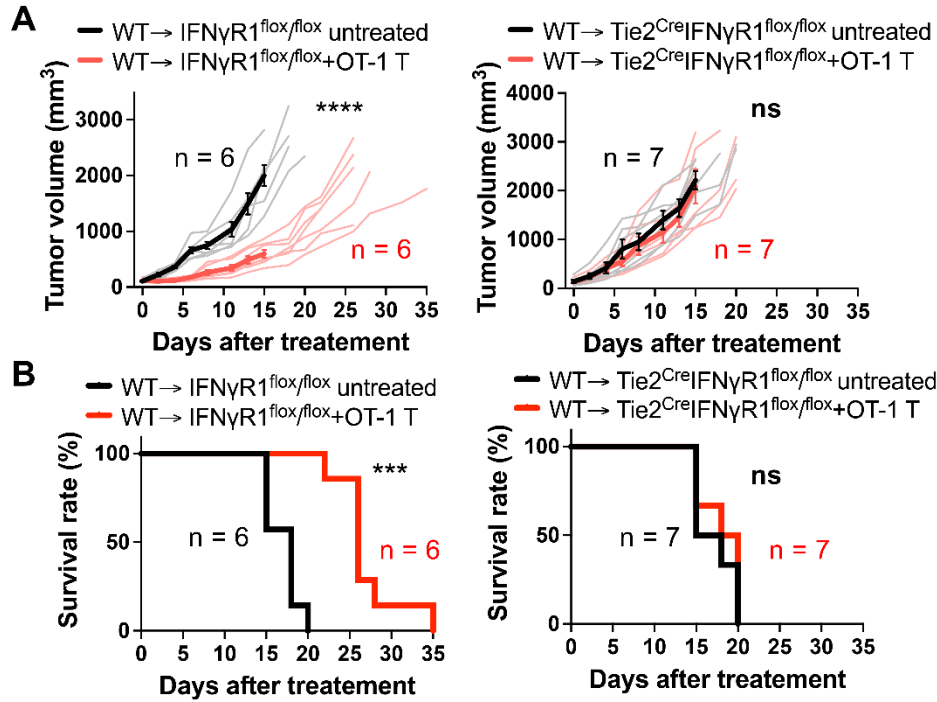 A
WT→ IFNγR1flox/flox untreated
WT→ IFNγR1flox/flox+OT-1 T
Tumor volume (mm3)
3000
2000
1000
0
n = 6
****
n = 6
0 5 10 15 20 25 30 35
Days after treatement
WT→ Tie2CreIFNγR1flox/flox untreated
WT→ Tie2CreIFNγR1flox/flox+OT-1 T
Tumor volume (mm3)
4000
3000
2000
1000
0
n = 7
ns
n = 7
0 5 10 15 20 25 30 35
Days after treatement
B
WT→ IFNγR1flox/flox untreated
WT→ IFNγR1flox/flox+OT-1 T
Survival rate (%)
100
50
0
n = 6
***
n = 6
0 5 10 15 20 25 30 35
Days after treatement
WT→ Tie2CreIFNγR1flox/flox untreated
WT→ Tie2CreIFNγR1flox/flox+OT-1 T
Survival rate (%)
100
50
0
n = 7
ns
n = 7
0 5 10 15 20 25 30 35
Days after treatement